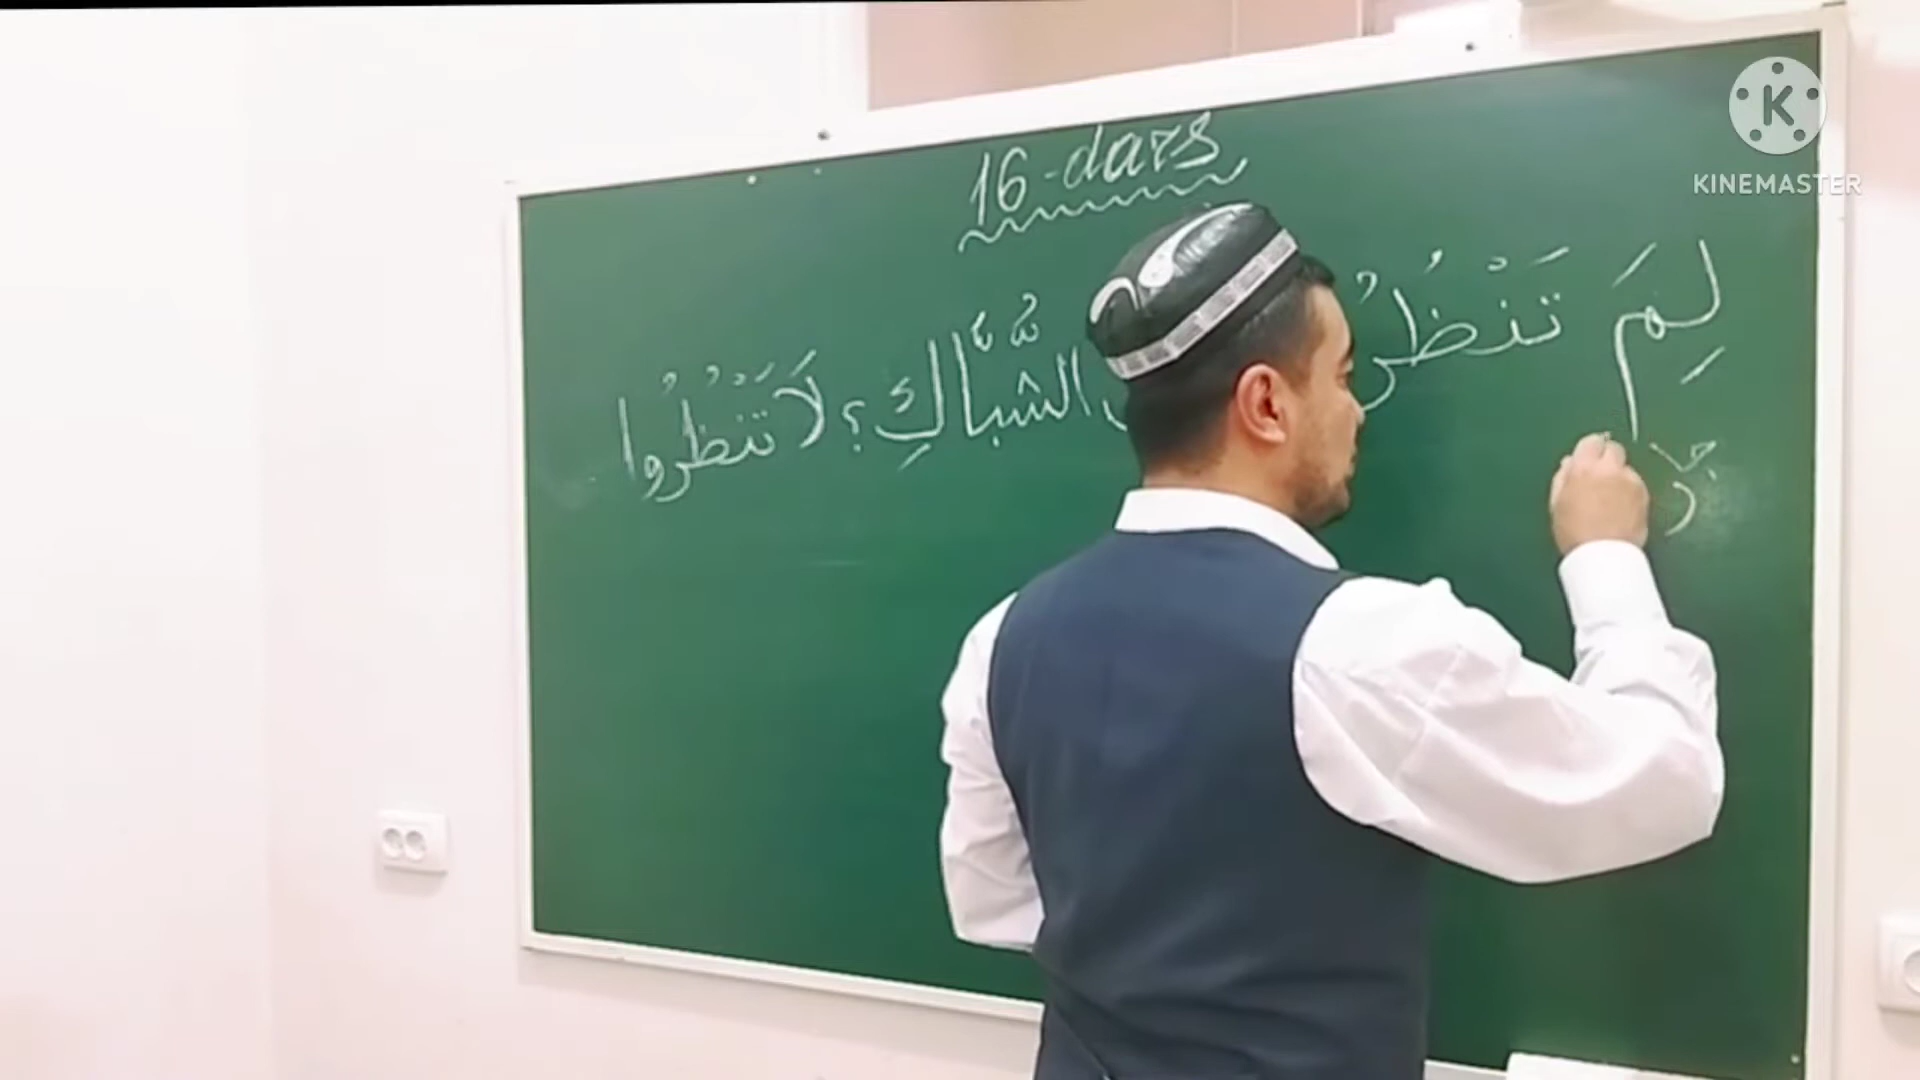 16-dars
لِمَ تَنْظُرُ الشُّبَّاكِ؟ لَا تَنْظُرُوا
KINEMASTER